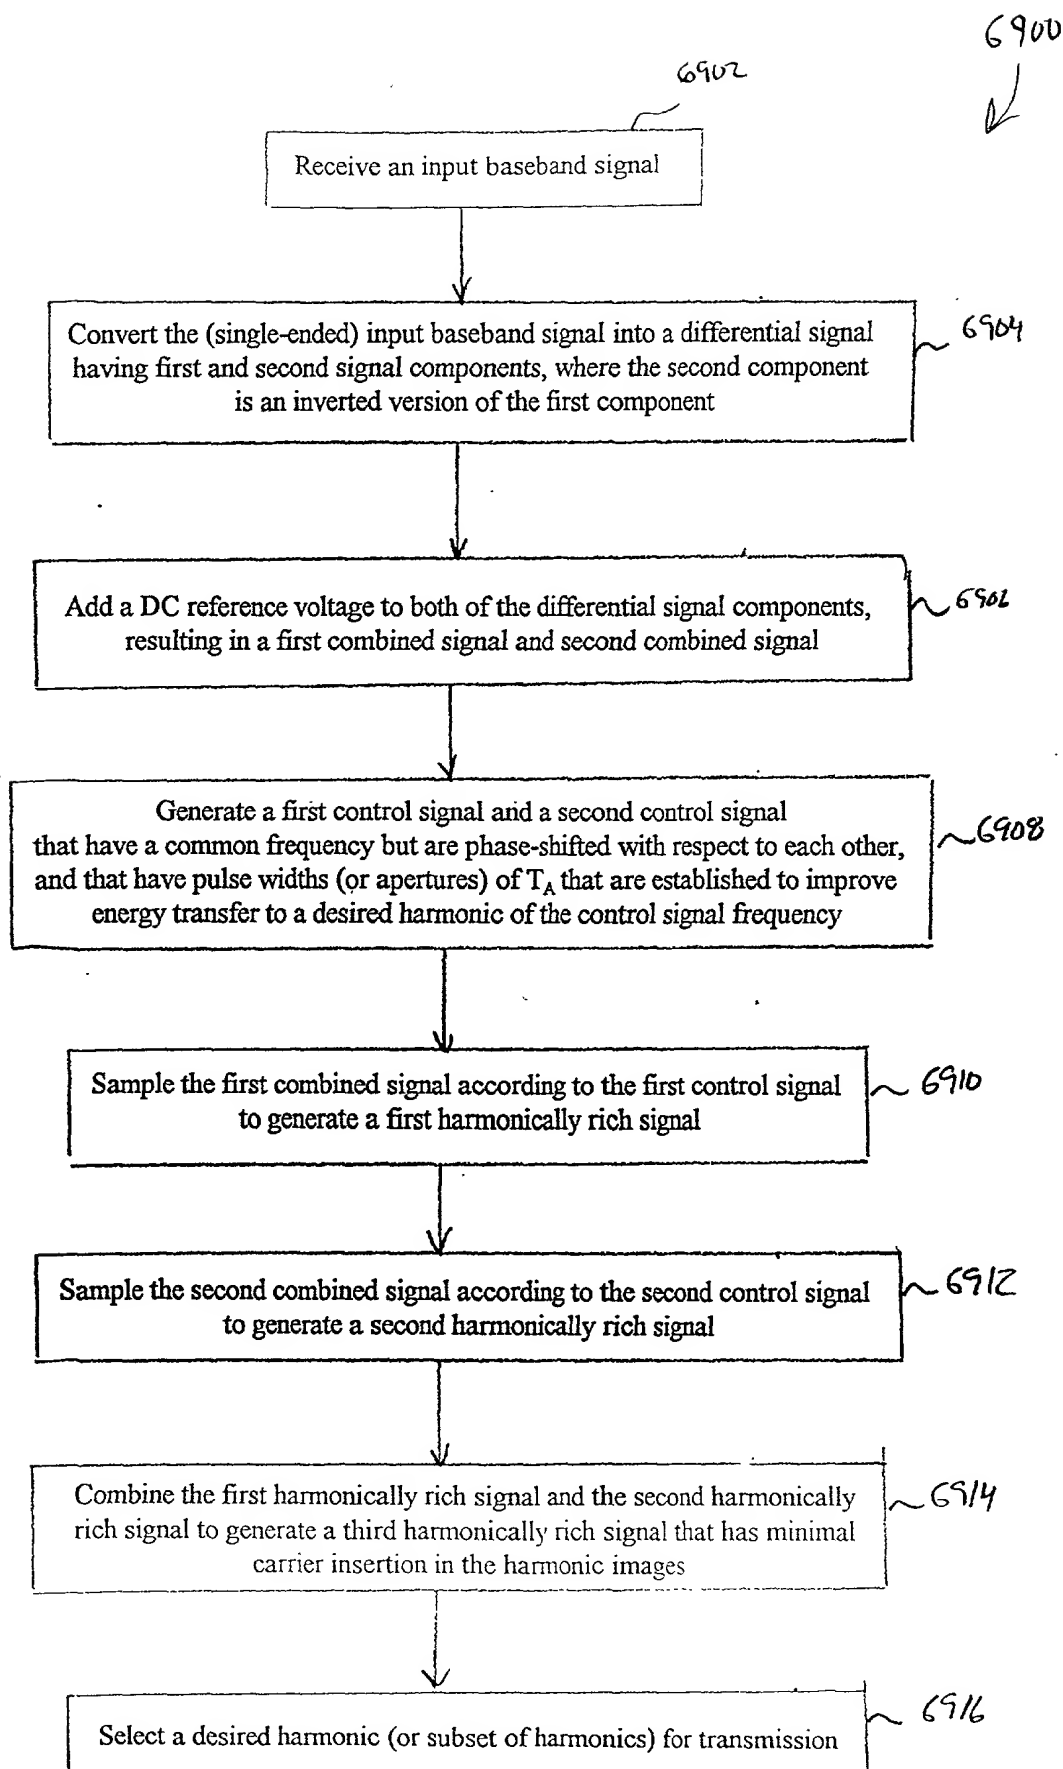 6900
6902
Receive an input baseband signal
Convert the (single-ended) input baseband signal into a differential signal
having first and second signal components, where the second component
is an inverted version of the first component
6904
Add a DC reference voltage to both of the differential signal components,
resulting in a first combined signal and second combined signal
6906
Generate a first control signal and a second control signal
that have a common frequency but are phase-shifted with respect to each other,
and that have pulse widths (or apertures) of TA that are established to improve
energy transfer to a desired harmonic of the control signal frequency
6908
Sample the first combined signal according to the first control signal
to generate a first harmonically rich signal
6910
Sample the second combined signal according to the second control signal
to generate a second harmonically rich signal
6912
Combine the first harmonically rich signal and the second harmonically
rich signal to generate a third harmonically rich signal that has minimal
carrier insertion in the harmonic images
6914
Select a desired harmonic (or subset of harmonics) for transmission
6916